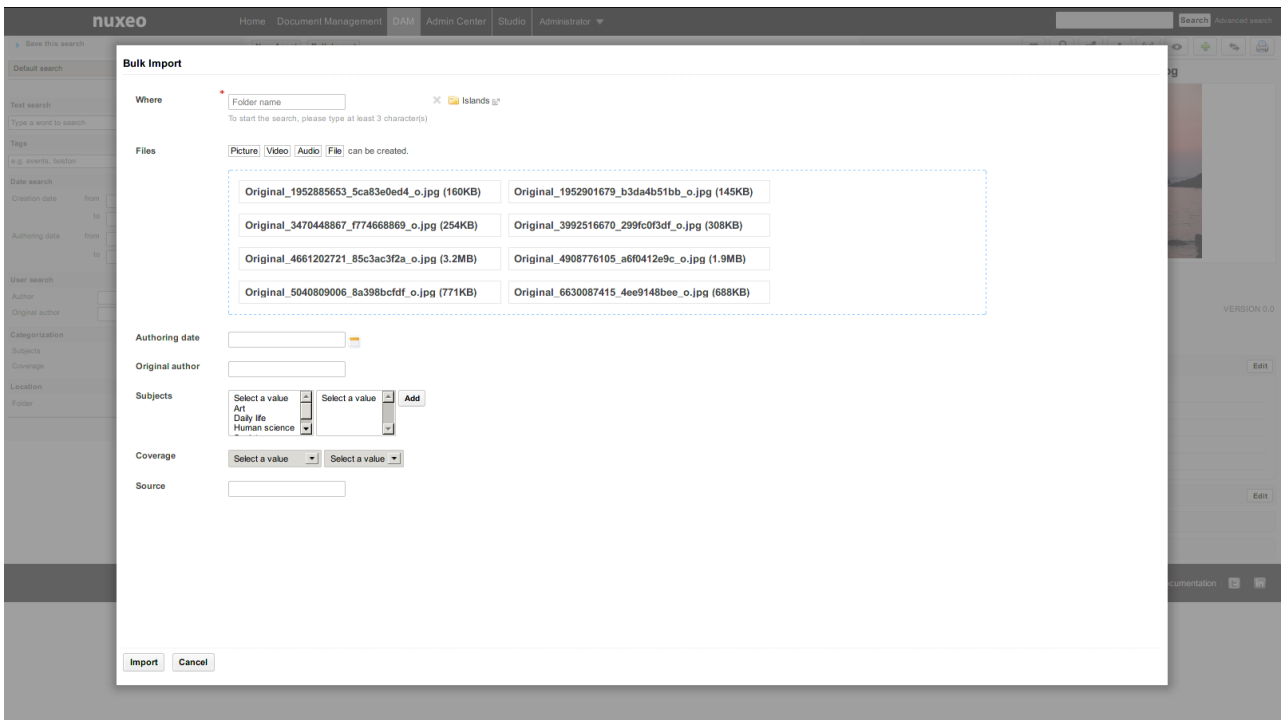 nuxeo
Home Document Management DAM Admin Center Studio Administrator
Search Advanced search
Save this search
Default search
Text search
Type a word to search
Tags
e.g. events, boston
Date search
Creation date from
to
Authoring date from
to
User search
Author
Original author
Categorization
Subjects
Coverage
Location
Folder
Bulk Import
Where * Folder name Islands
To start the search, please type at least 3 character(s)
Files Picture Video Audio File can be created.
Original_1952885653_5ca83e0ed4_o.jpg (160KB) Original_1952901679_b3da4b51bb_o.jpg (145KB)
Original_3470448867_f774668869_o.jpg (254KB) Original_3992516670_299fc0f3df_o.jpg (308KB)
Original_4661202721_85c3ac3f2a_o.jpg (3.2MB) Original_4908776105_a6f0412e9c_o.jpg (1.9MB)
Original_5040809006_8a398bcfdf_o.jpg (771KB) Original_6630087415_4ee9148bee_o.jpg (688KB)
Authoring date
Original author
Subjects Select a value Select a value Add
Art
Daily life
Human science
Coverage Select a value Select a value
Source
Import Cancel
VERSION 0.0
Edit
Edit